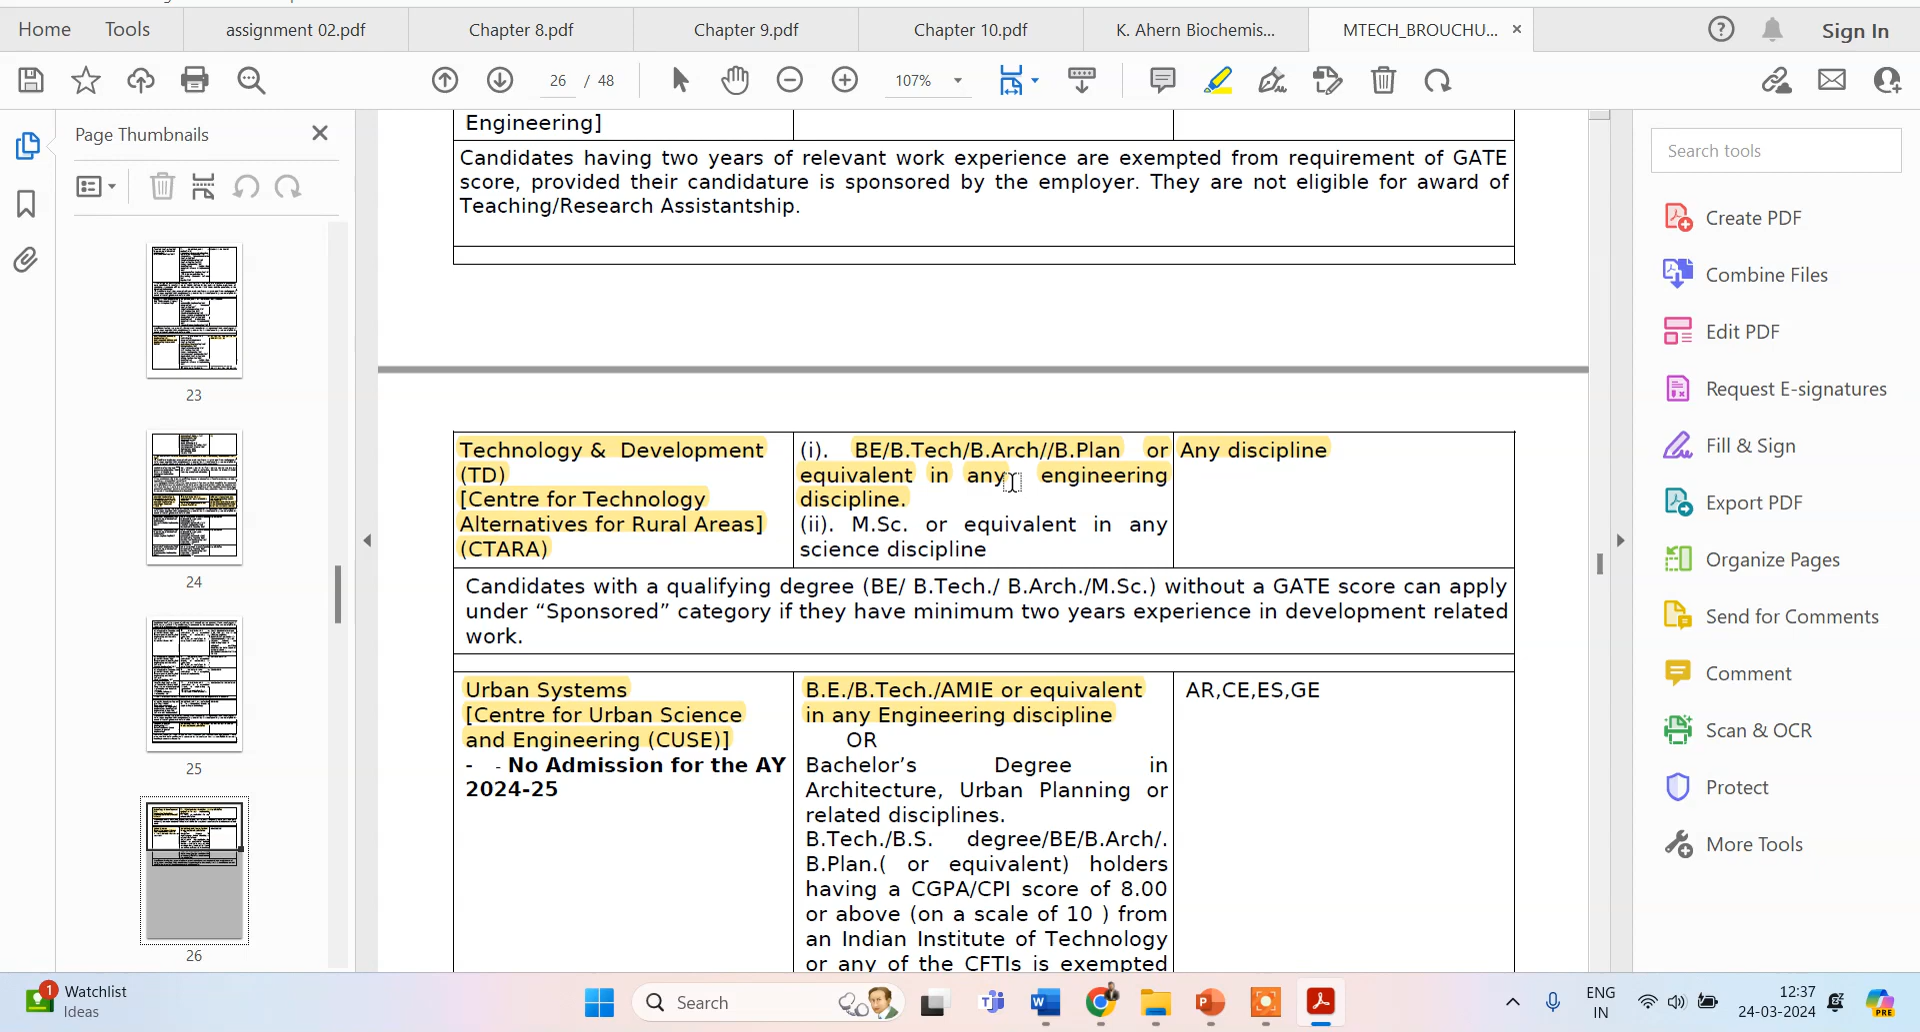 Home
Tools
assignment 02.pdf
Chapter 8.pdf
Chapter 9.pdf
Chapter 10.pdf
K. Ahern Biochemis...
MTECH_BROUCHU...
Sign In
26 / 48
107%
Page Thumbnails
23
24
25
26
Engineering]
Candidates having two years of relevant work experience are exempted from requirement of GATE
score, provided their candidature is sponsored by the employer. They are not eligible for award of
Teaching/Research Assistantship.
Technology & Development
(TD)
[Centre for Technology
Alternatives for Rural Areas]
(CTARA)
(i). BE/B.Tech/B.Arch//B.Plan or
equivalent in any engineering
discipline.
(ii). M.Sc. or equivalent in any
science discipline
Any discipline
Candidates with a qualifying degree (BE/ B.Tech./ B.Arch./M.Sc.) without a GATE score can apply
under “Sponsored” category if they have minimum two years experience in development related
work.
Urban Systems
[Centre for Urban Science
and Engineering (CUSE)]
- - No Admission for the AY
2024-25
B.E./B.Tech./AMIE or equivalent
in any Engineering discipline
OR
Bachelor’s Degree in
Architecture, Urban Planning or
related disciplines.
B.Tech./B.S. degree/BE/B.Arch/.
B.Plan.( or equivalent) holders
having a CGPA/CPI score of 8.00
or above (on a scale of 10 ) from
an Indian Institute of Technology
or any of the CFTIs is exempted
AR,CE,ES,GE
Search tools
Create PDF
Combine Files
Edit PDF
Request E-signatures
Fill & Sign
Export PDF
Organize Pages
Send for Comments
Comment
Scan & OCR
Protect
More Tools
1
Watchlist
Ideas
Search
ENG
IN
12:37
24-03-2024
PRE